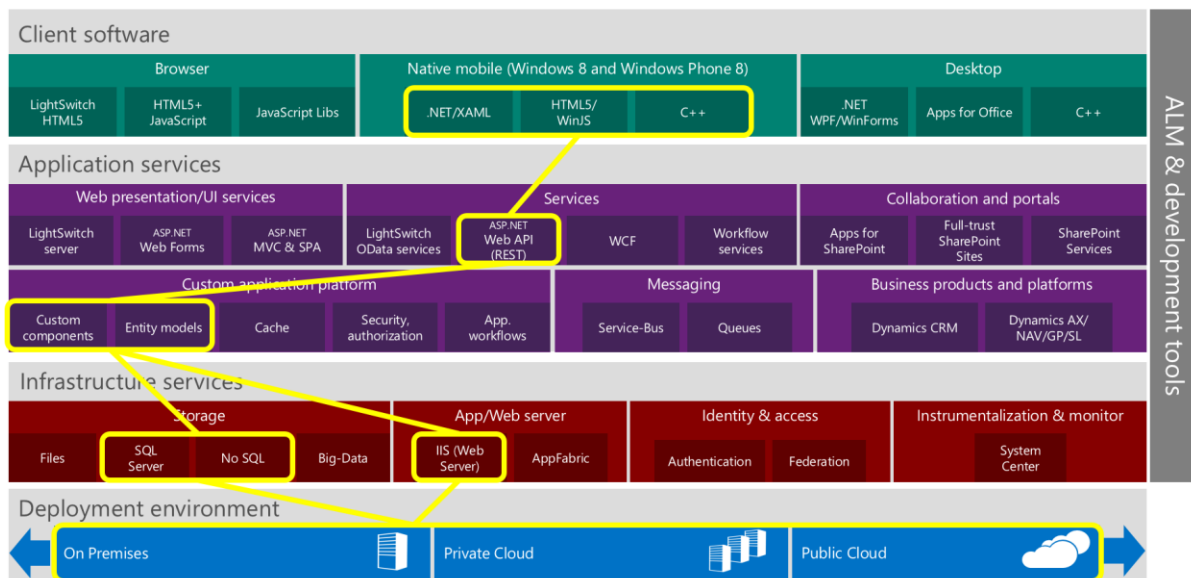 Client software
Browser
Native mobile (Windows 8 and Windows Phone 8)
Desktop
LightSwitch
HTML5
HTML5+
JavaScript
JavaScript Libs
.NET/XAML
HTML5/
WinJS
C++
.NET
WPF/WinForms
Apps for Office
C++
Application services
Web presentation/UI services
Services
Collaboration and portals
LightSwitch
server
ASP.NET
Web Forms
ASP.NET
MVC & SPA
LightSwitch
OData services
ASP.NET
Web API
(REST)
WCF
Workflow
services
Apps for
SharePoint
Full-trust
SharePoint
Sites
SharePoint
Services
Custom application platform
Messaging
Business products and platforms
Custom
components
Entity models
Cache
Security,
authorization
App.
workflows
Service-Bus
Queues
Dynamics CRM
Dynamics AX/
NAV/GP/SL
Infrastructure services
Storage
App/Web server
Identity & access
Instrumentalization & monitor
Files
SQL
Server
No SQL
Big-Data
IIS (Web
Server)
AppFabric
Authentication
Federation
System
Center
Deployment environment
On Premises
Private Cloud
Public Cloud
ALM & development tools